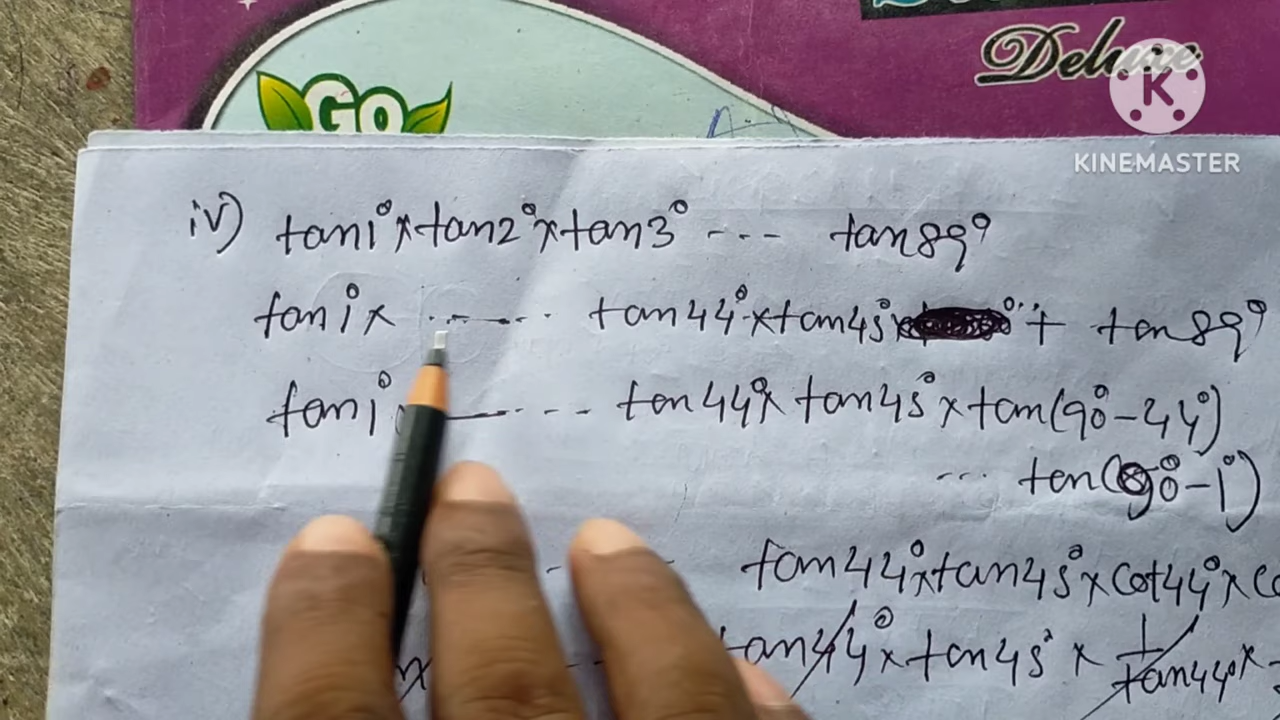 Go
Deluxe
K
KINEMASTER
iv) tan1°×tan2°×tan3° --- tan89°
tan1°× ...--.. tan44°×tan45°× °..+ tan89°
tan1° --- tan44°× tan45°× tan(90°-44°)
... tan(90°-1°)
tan44°×tan45°×cot44°×
tan44°× tan45°× 1/tan44°×